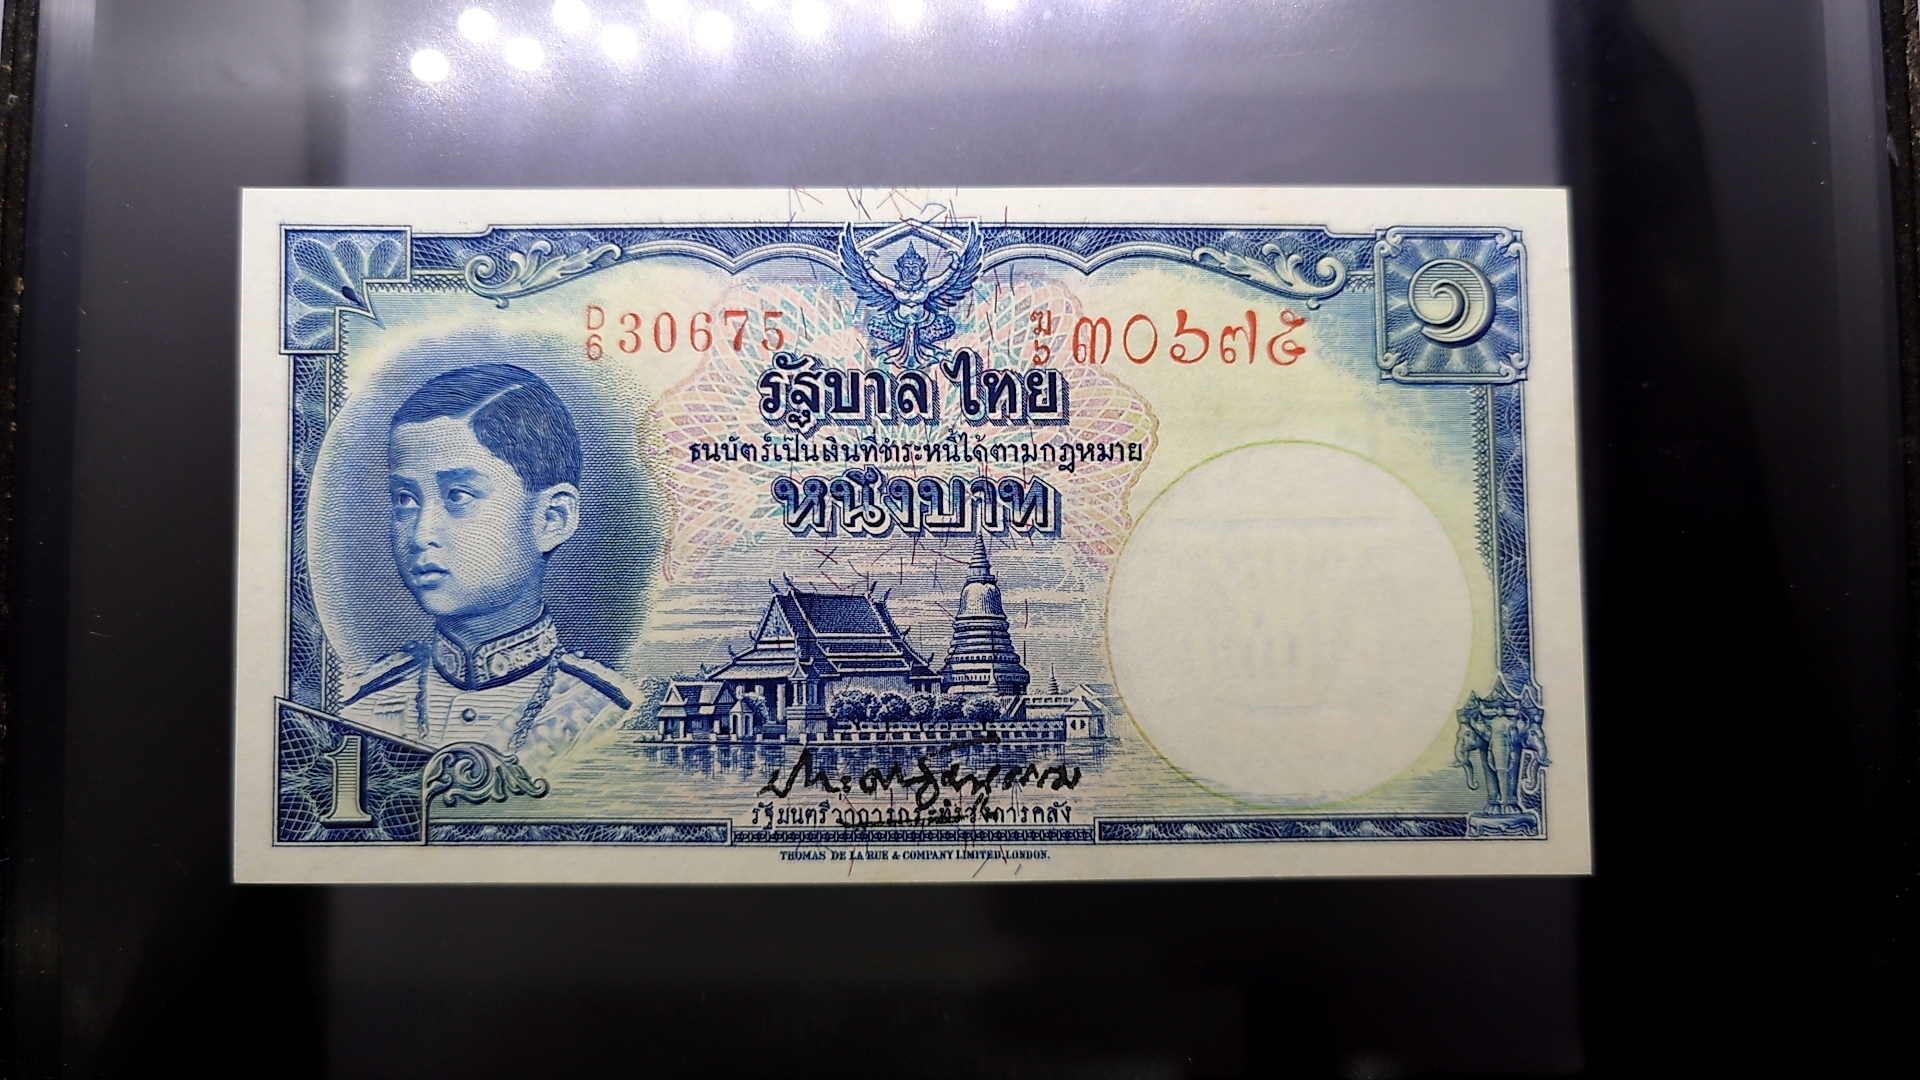 D/6 30675 ฆ/๖ ๓๐๖๗๕
๑
รัฐบาล ไทย
ธนบัตร์เป็นเงินที่ชำระหนี้ได้ตามกฎหมาย
หนึ่งบาท
1
รัฐมนตรีว่าการกระทรวงการคลัง
THOMAS DE LA RUE & COMPANY LIMITED, LONDON.